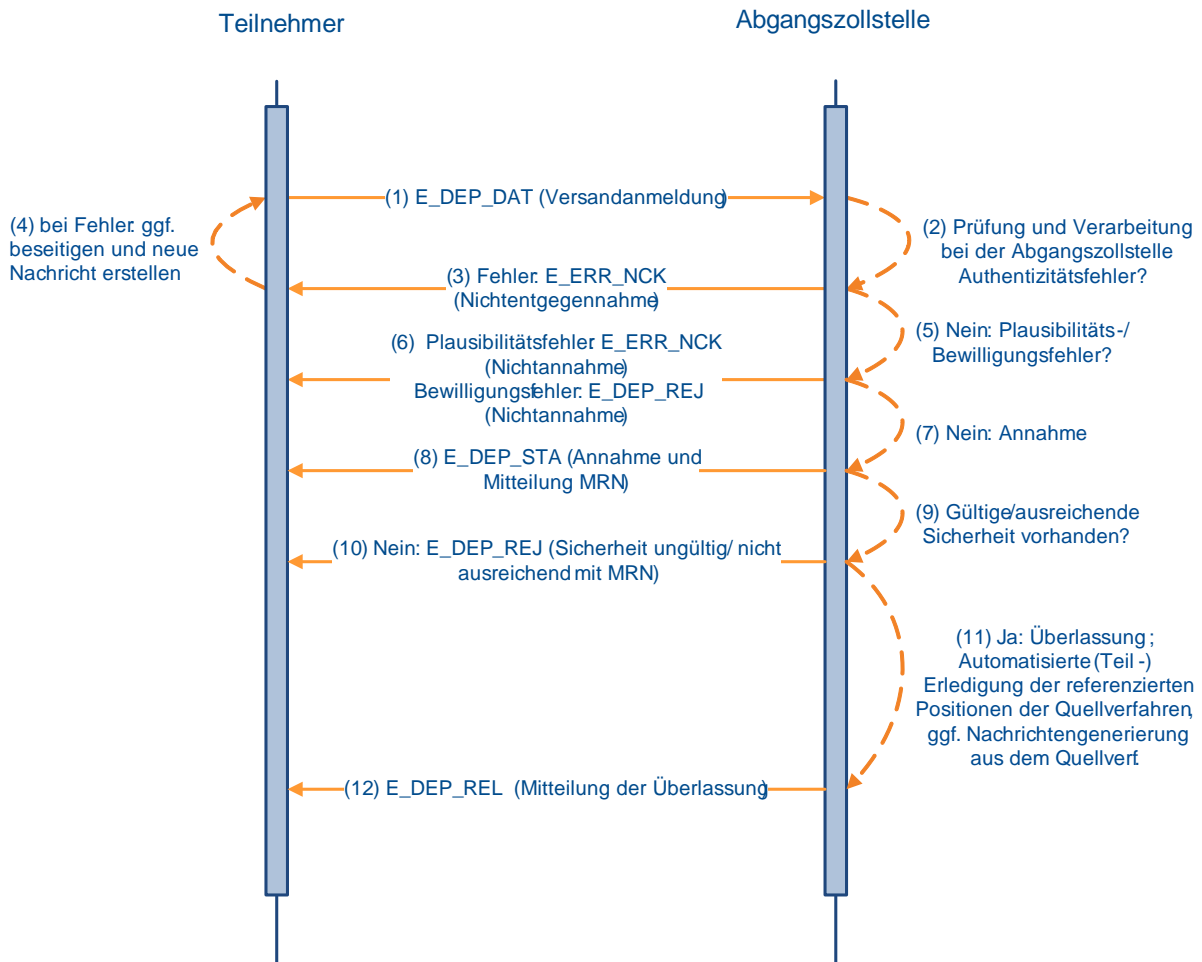 Teilnehmer
Abgangszollstelle
(1) E_DEP_DAT (Versandanmeldung)
(2) Prüfung und Verarbeitung
bei der Abgangszollstelle
Authentizitätsfehler?
(4) bei Fehler: ggf.
beseitigen und neue
Nachricht erstellen
(3) Fehler: E_ERR_NCK
(Nichtentgegennahme)
(5) Nein: Plausibilitäts-/
Bewilligungsfehler?
(6) Plausibilitätsfehler: E_ERR_NCK
(Nichtannahme)
Bewilligungsfehler: E_DEP_REJ
(Nichtannahme)
(7) Nein: Annahme
(8) E_DEP_STA (Annahme und
Mitteilung MRN)
(9) Gültige/ausreichende
Sicherheit vorhanden?
(10) Nein: E_DEP_REJ (Sicherheit ungültig/ nicht
ausreichend mit MRN)
(11) Ja: Überlassung ;
Automatisierte (Teil -)
Erledigung der referenzierten
Positionen der Quellverfahren,
ggf. Nachrichtengenerierung
aus dem Quellverf.
(12) E_DEP_REL (Mitteilung der Überlassung)